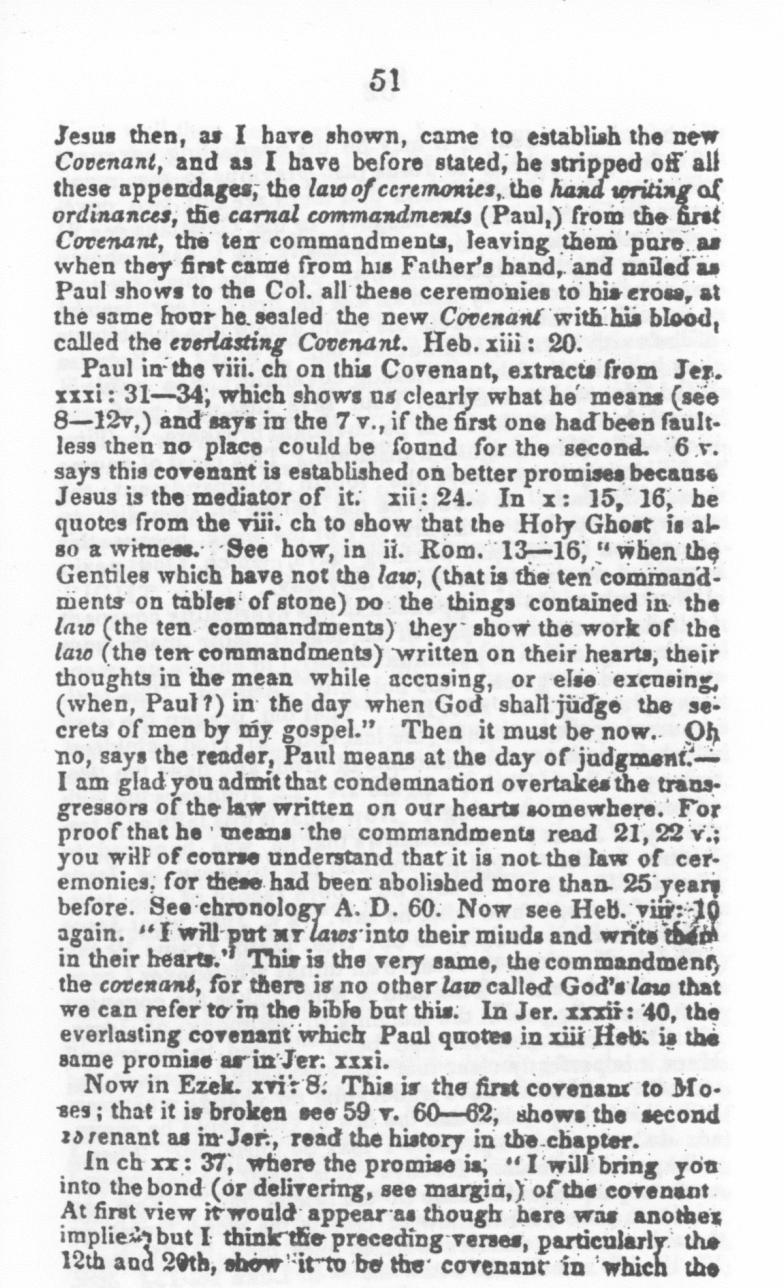 51
Jesus then, as I have shown, came to establish the new
Covenant, and as I have before stated, he stripped off all
these appendages, the law of ceremonies, the hand writing of
ordinances, the carnal commandments (Paul,) from the first
Covenant, the ten commandments, leaving them pure as
when they first came from his Father's hand, and nailed as
Paul shows to the Col. all these ceremonies to his cross, at
the same hour he sealed the new Covenant with his blood,
called the everlasting Covenant. Heb. xiii: 20.
Paul in the viii. ch on this Covenant, extracts from Jer.
xxxi: 31—34, which shows us clearly what he means (see
8—12v,) and says in the 7 v., if the first one had been fault-
less then no place could be found for the second. 6 v.
says this covenant is established on better promises because
Jesus is the mediator of it. xii: 24. In x: 15, 16, he
quotes from the viii. ch to show that the Holy Ghost is al-
so a witness. See how, in ii. Rom. 13—16, "when the
Gentiles which have not the law, (that is the ten command-
ments on tables of stone) DO the things contained in the
law (the ten commandments) they show the work of the
law (the ten commandments) written on their hearts, their
thoughts in the mean while accusing, or else excusing,
(when, Paul?) in the day when God shall judge the se-
crets of men by my gospel." Then it must be now. Oh
no, says the reader, Paul means at the day of judgment.—
I am glad you admit that condemnation overtakes the trans-
gressors of the law written on our hearts somewhere. For
proof that he means the commandments read 21, 22 v.;
you will of course understand that it is not the law of cer-
emonies, for these had been abolished more than 25 years
before. See chronology A. D. 60. Now see Heb. viii: 10
again. "I will put MY laws into their minds and write them
in their hearts." This is the very same, the commandment,
the covenant, for there is no other law called God's law that
we can refer to in the bible but this. In Jer. xxxii: 40, the
everlasting covenant which Paul quotes in xiii Heb. is the
same promise as in Jer. xxxi.
Now in Ezek. xvi: 8. This is the first covenant to Mo-
ses; that it is broken see 59 v. 60—62, shows the second
as in Jer., read the history in the chapter.
In ch xx: 37, where the promise is, "I will bring you
into the bond (or delivering, see margin,) of the covenant
At first view it would appear as though here was another
but I think the preceding verses, particularly the
12th and 20th, show it to be the covenant in which the